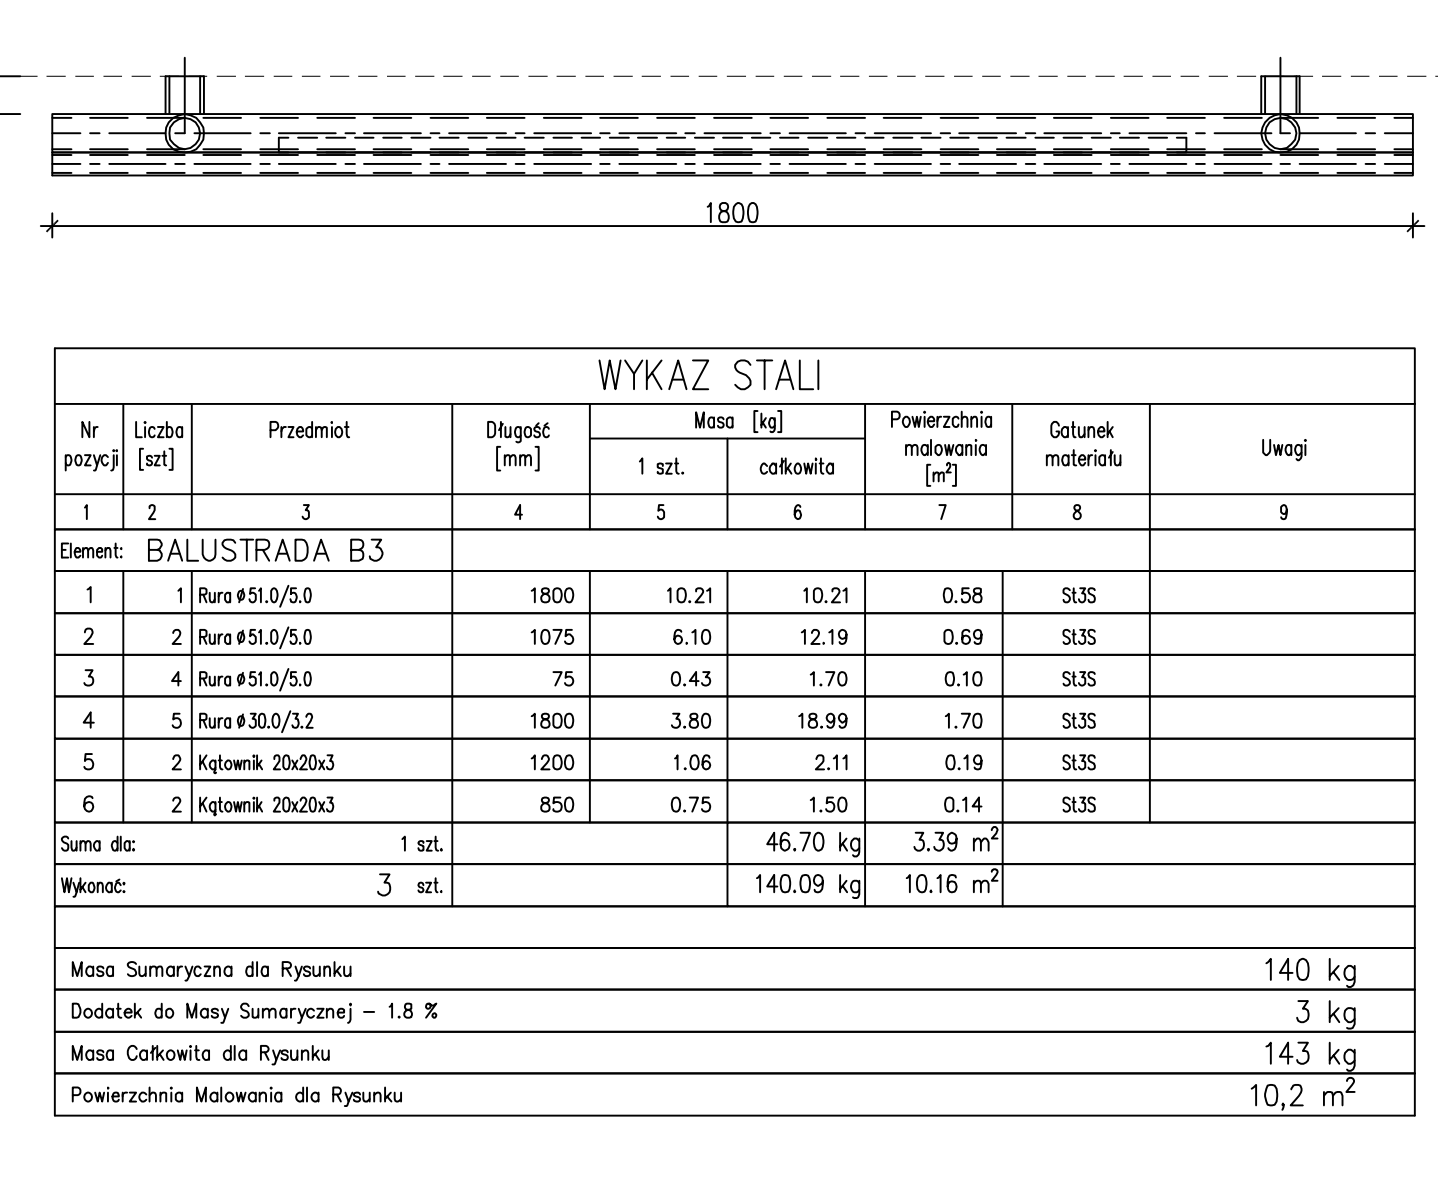 1800
WYKAZ STALI
Nr pozycji Liczba [szt] Przedmiot Długość [mm] Masa [kg] 1 szt. całkowita Powierzchnia malowania [m²] Gatunek materiału Uwagi
1 2 3 4 5 6 7 8 9
Element: BALUSTRADA B3
1 1 Rura ø51.0/5.0 1800 10.21 10.21 0.58 St3S
2 2 Rura ø51.0/5.0 1075 6.10 12.19 0.69 St3S
3 4 Rura ø51.0/5.0 75 0.43 1.70 0.10 St3S
4 5 Rura ø30.0/3.2 1800 3.80 18.99 1.70 St3S
5 2 Kątownik 20x20x3 1200 1.06 2.11 0.19 St3S
6 2 Kątownik 20x20x3 850 0.75 1.50 0.14 St3S
Suma dla: 1 szt. 46.70 kg 3.39 m²
Wykonać: 3 szt. 140.09 kg 10.16 m²
Masa Sumaryczna dla Rysunku 140 kg
Dodatek do Masy Sumarycznej – 1.8 % 3 kg
Masa Całkowita dla Rysunku 143 kg
Powierzchnia Malowania dla Rysunku 10,2 m²